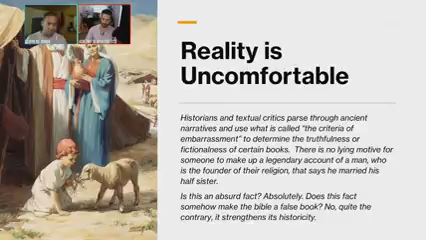 Reality is
Uncomfortable
Historians and textual critics parse through ancient
narratives and use what is called "the criteria of
embarrassment" to determine the truthfulness or
fictionalness of certain books.  There is no lying motive for
someone to make up a legendary account of a man, who
is the founder of their religion, that says he married his
half sister.
Is this an absurd fact? Absolutely. Does this fact
somehow make the bible a false book? No, quite the
contrary, it strengthens its historicity.